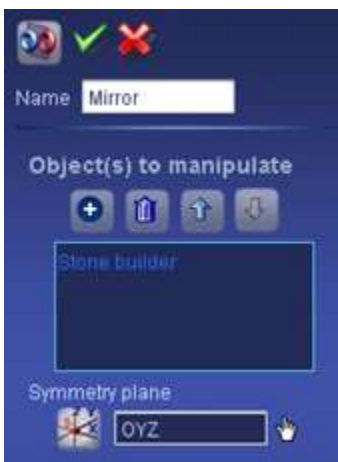 Name Mirror
Object(s) to manipulate
Stone builder
Symmetry plane
OYZ